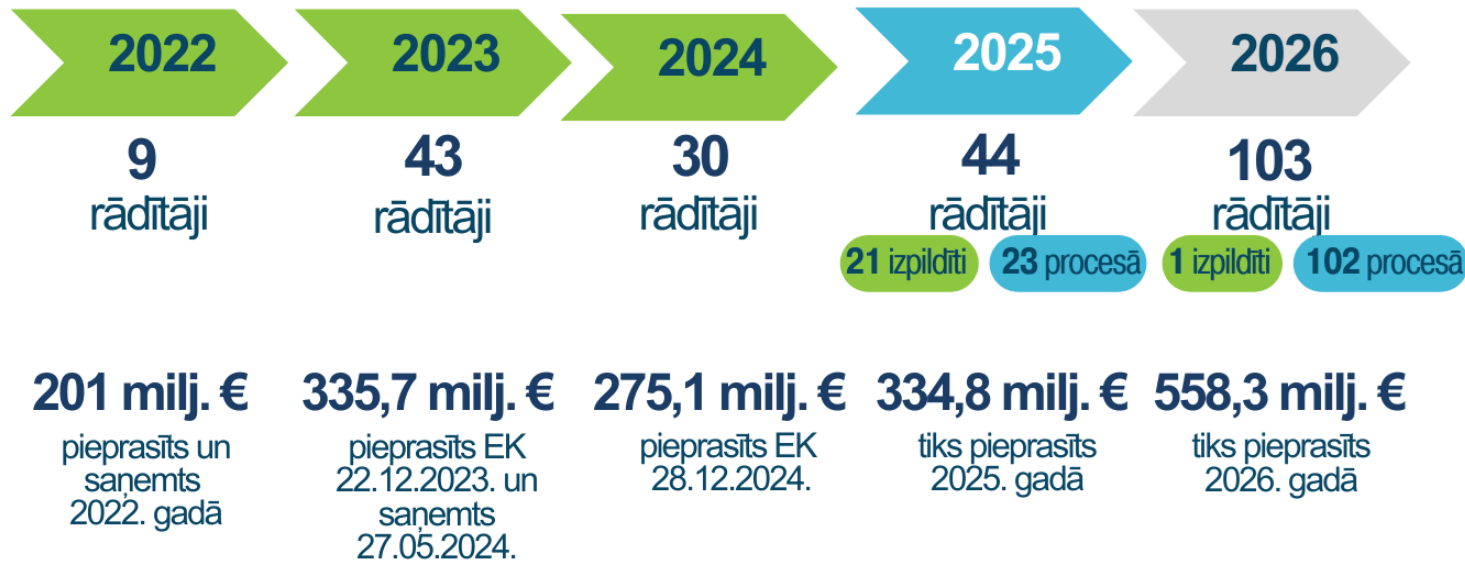 2022
9
rādītāji
201 milj. €
pieprasīts un
saņemts
2022. gadā
2023
43
rādītāji
335,7 milj. €
pieprasīts EK
22.12.2023. un
saņemts
27.05.2024.
2024
30
rādītāji
275,1 milj. €
pieprasīts EK
28.12.2024.
2025
44
rādītāji
21 izpildīti
23 procesā
334,8 milj. €
tiks pieprasīts
2025. gadā
2026
103
rādītāji
1 izpildīti
102 procesā
558,3 milj. €
tiks pieprasīts
2026. gadā